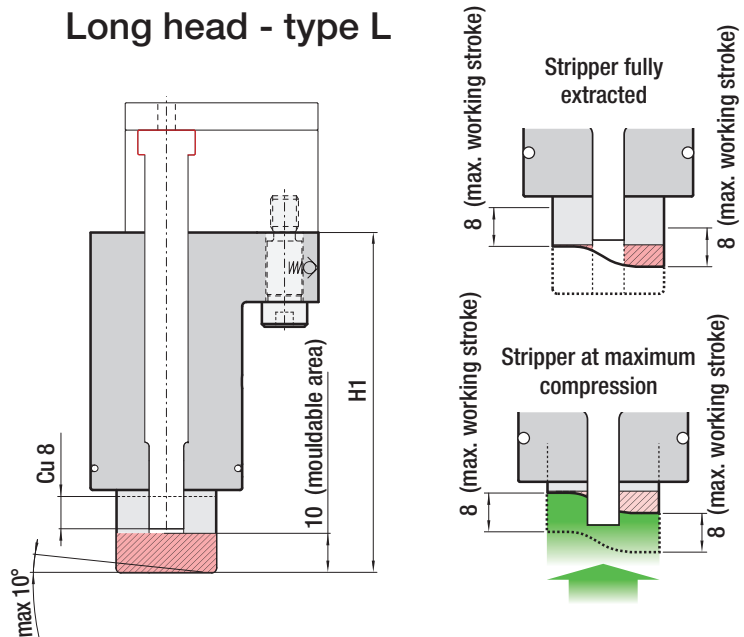 Long head - type L
Cu 8
max 10°
10 (mouldable area)
H1
Stripper fully
extracted
8 (max. working stroke)
8 (max. working stroke)
Stripper at maximum
compression
8 (max. working stroke)
8 (max. working stroke)